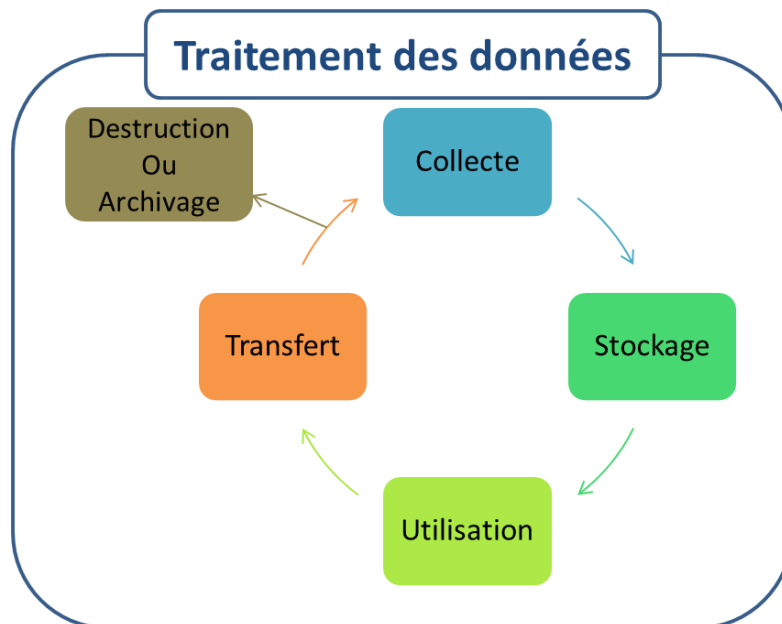 Traitement des données
Destruction
Ou
Archivage
Collecte
Transfert
Stockage
Utilisation